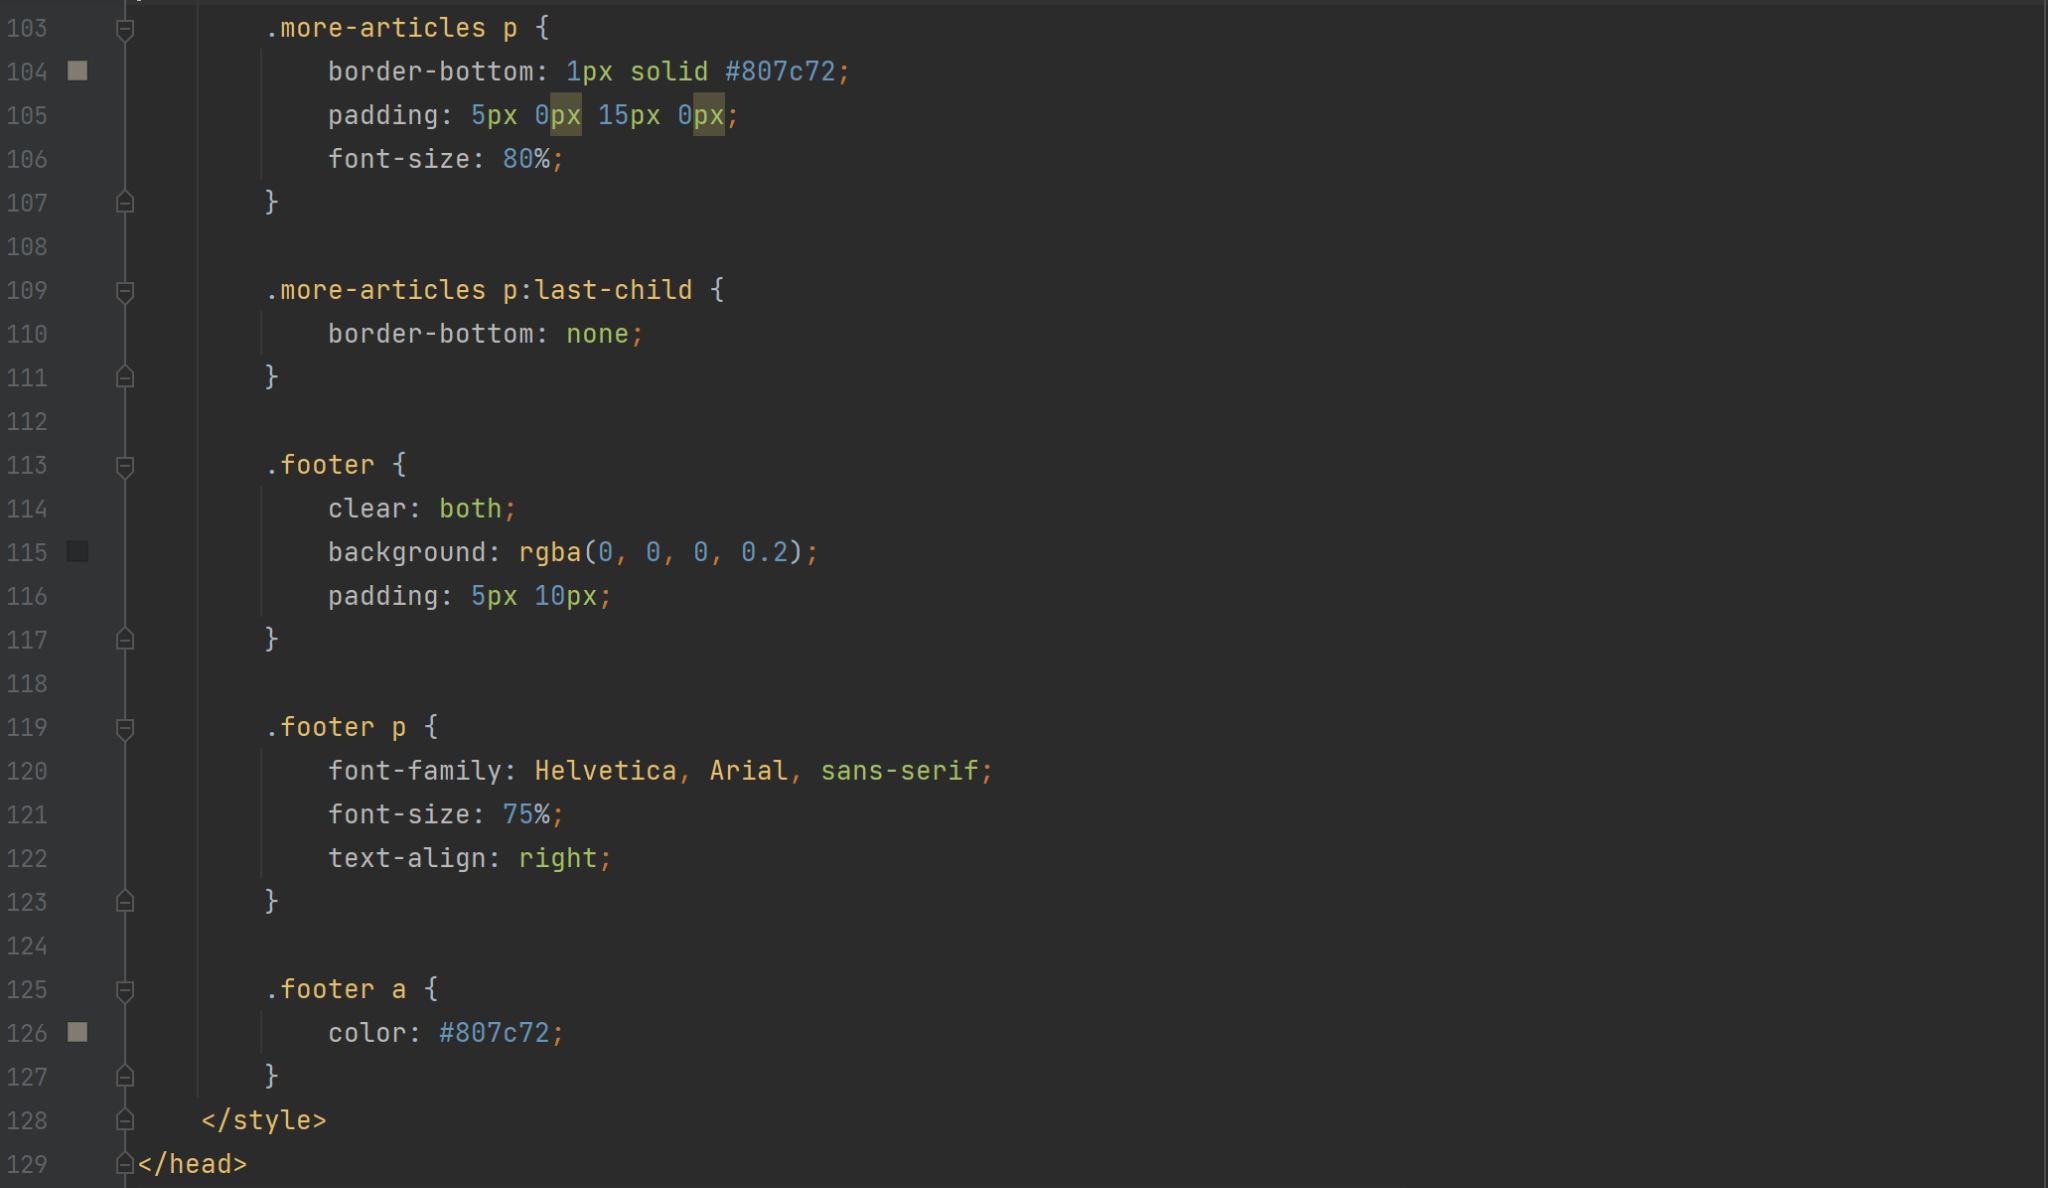 103 .more-articles p {
104 border-bottom: 1px solid #807c72;
105 padding: 5px 0px 15px 0px;
106 font-size: 80%;
107 }
108
109 .more-articles p:last-child {
110 border-bottom: none;
111 }
112
113 .footer {
114 clear: both;
115 background: rgba(0, 0, 0, 0.2);
116 padding: 5px 10px;
117 }
118
119 .footer p {
120 font-family: Helvetica, Arial, sans-serif;
121 font-size: 75%;
122 text-align: right;
123 }
124
125 .footer a {
126 color: #807c72;
127 }
128 </style>
129 </head>